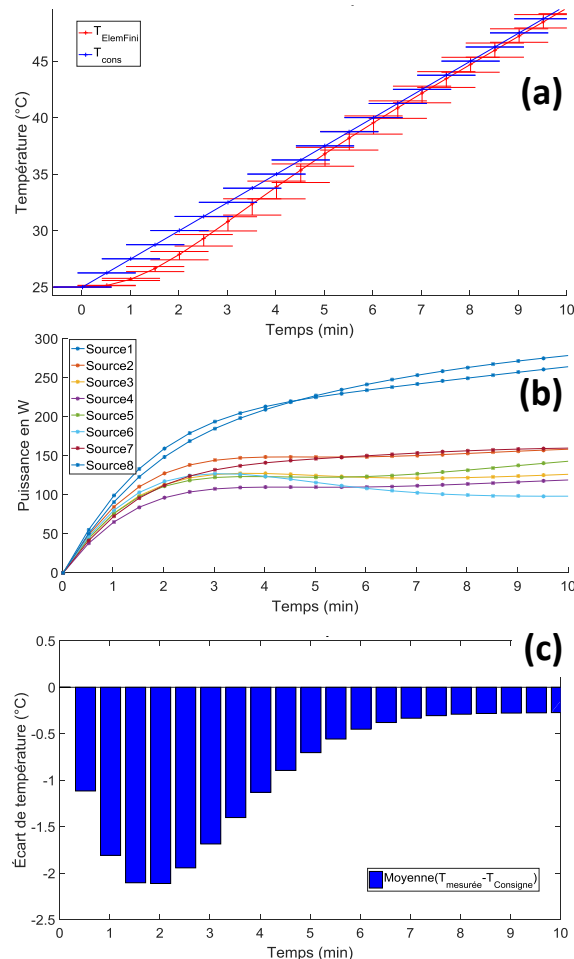 T_ElemFini
T_cons
(a)
Température (°C)
45
40
35
30
25
0 1 2 3 4 5 6 7 8 9 10
Temps (min)
(b)
Puissance en W
300
250
200
150
100
50
0
Source1
Source2
Source3
Source4
Source5
Source6
Source7
Source8
0 1 2 3 4 5 6 7 8 9 10
Temps (min)
(c)
Écart de température (°C)
0.5
0
-0.5
-1
-1.5
-2
-2.5
Moyenne(T_mesurée-T_Consigne)
0 1 2 3 4 5 6 7 8 9 10
Temps (min)